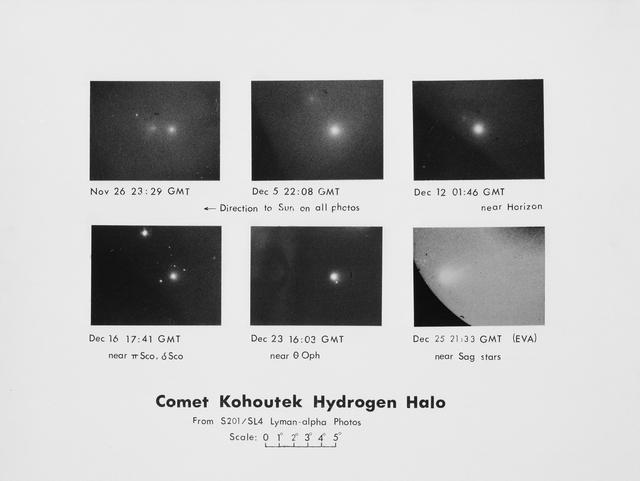 Nov 26 23:29 GMT
Dec 5 22:08 GMT
Dec 12 01:46 GMT
← Direction to Sun on all photos
near Horizon
Dec 16 17:41 GMT
Dec 23 16:03 GMT
Dec 25 21:33 GMT (EVA)
near π Sco, δ Sco
near θ Oph
near Sag stars
Comet Kohoutek Hydrogen Halo
From S201/SL4 Lyman-alpha Photos
Scale: 0 1° 2° 3° 4° 5°